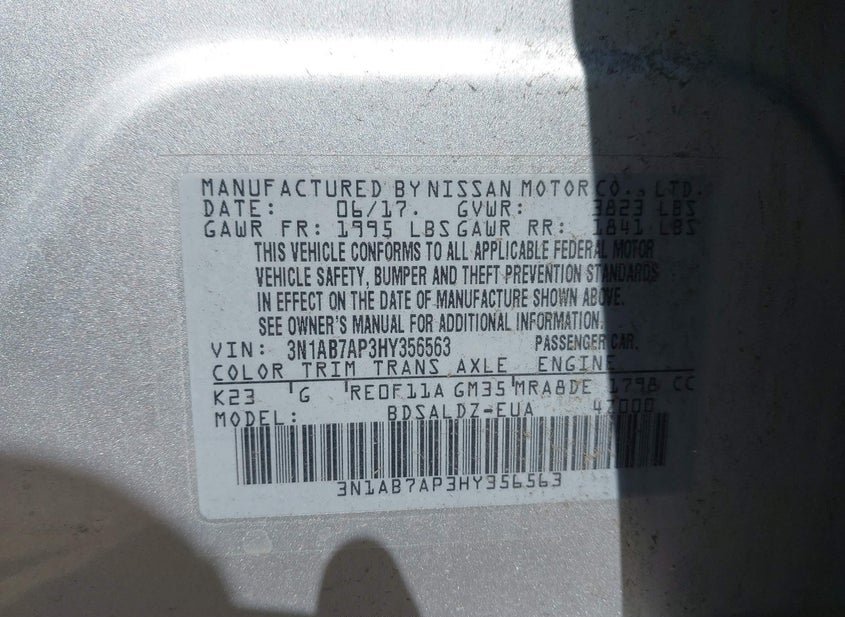 MANUFACTURED BY NISSAN MOTOR CO., LTD.
DATE: 06/17. GVWR: 3823 LBS
GAWR FR: 1995 LBS GAWR RR: 1841 LBS
THIS VEHICLE CONFORMS TO ALL APPLICABLE FEDERAL MOTOR
VEHICLE SAFETY, BUMPER AND THEFT PREVENTION STANDARDS
IN EFFECT ON THE DATE OF MANUFACTURE SHOWN ABOVE.
SEE OWNER'S MANUAL FOR ADDITIONAL INFORMATION.
VIN: 3N1AB7AP3HY356563 PASSENGER CAR.
COLOR TRIM TRANS AXLE ENGINE
K23 G RE0F11A GM35 MRA8DE 1798 CC
MODEL: BDSALDZ-EUA 47000
3N1AB7AP3HY356563